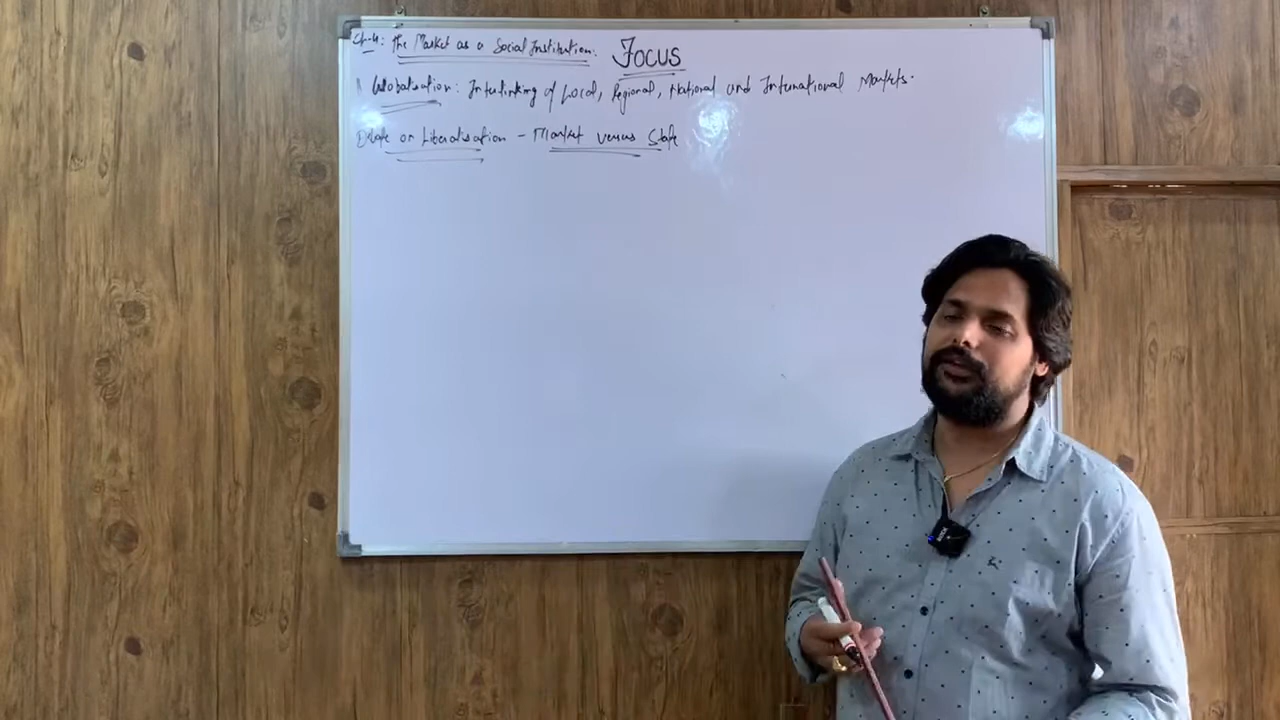 Ch-4: The Market as a Social Institution: FOCUS
Globalisation: Interlinking of Local, Regional, National and International Markets.
Debate on Liberalisation - Market versus State